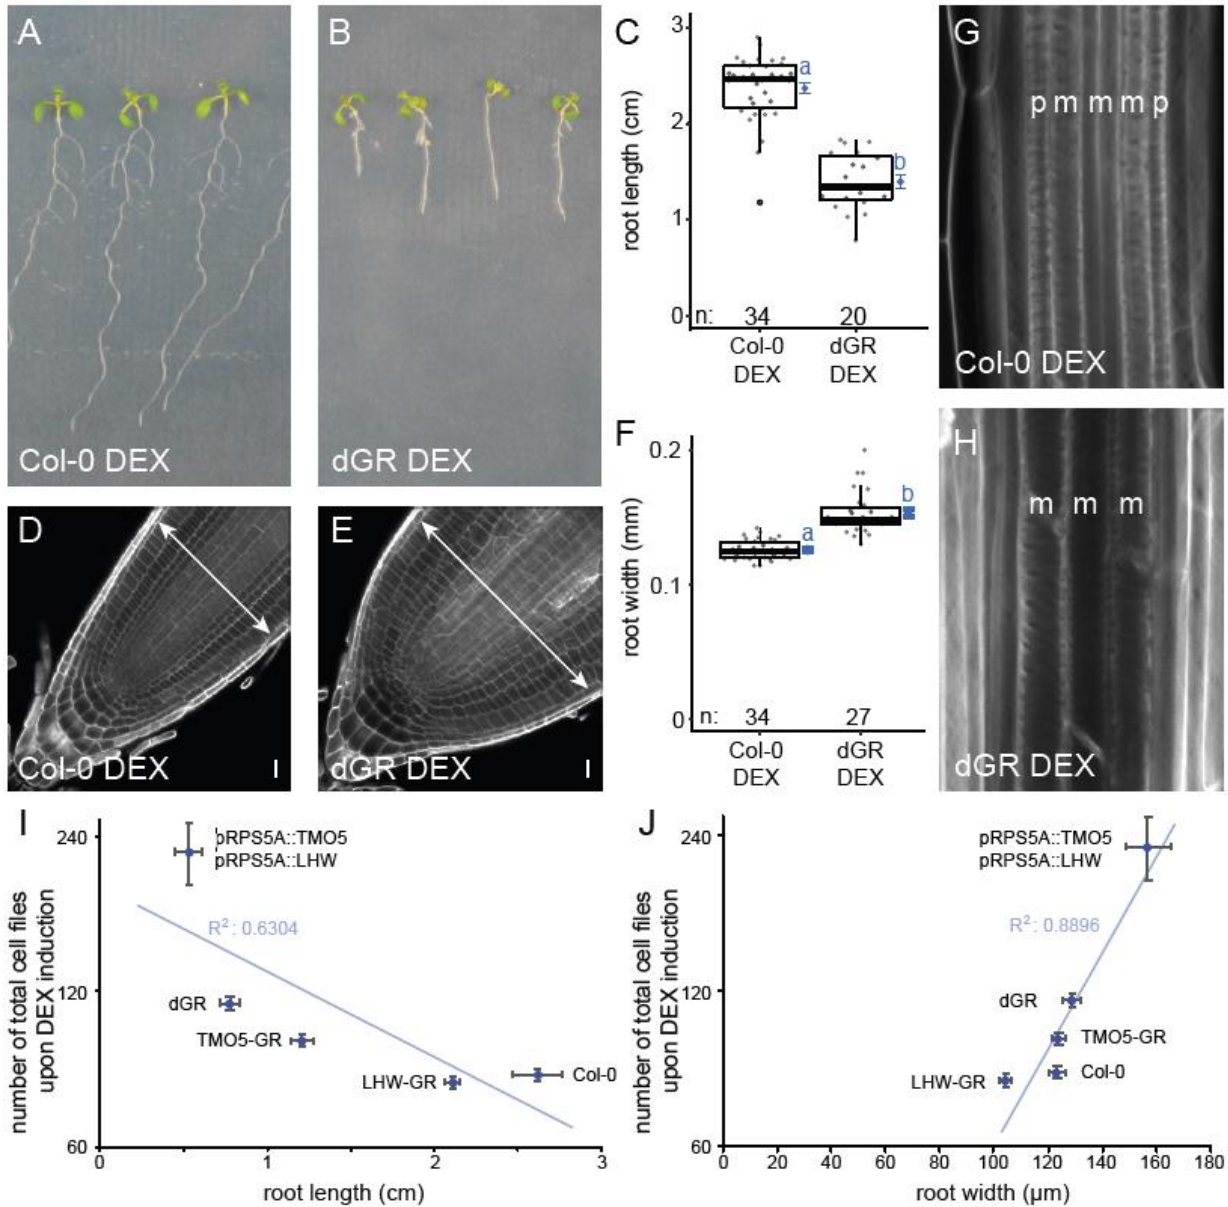 A
Col-0 DEX
B
dGR DEX
C
root length (cm)
3
2
1
0
a
b
n: 34 20
Col-0 DEX
dGR DEX
D
Col-0 DEX
E
dGR DEX
F
root width (mm)
0.2
0.1
0
a
b
n: 34 27
Col-0 DEX
dGR DEX
G
p m m m p
Col-0 DEX
H
m m m
dGR DEX
I
number of total cell files
upon DEX induction
240
120
60
pRPS5A::TMO5
pRPS5A::LHW
R²: 0.6304
dGR
TMO5-GR
LHW-GR
Col-0
0 1 2 3
root length (cm)
J
number of total cell files
upon DEX induction
240
120
60
pRPS5A::TMO5
pRPS5A::LHW
R²: 0.8896
dGR
TMO5-GR
LHW-GR
Col-0
0 20 40 60 80 100 120 140 160 180
root width (µm)